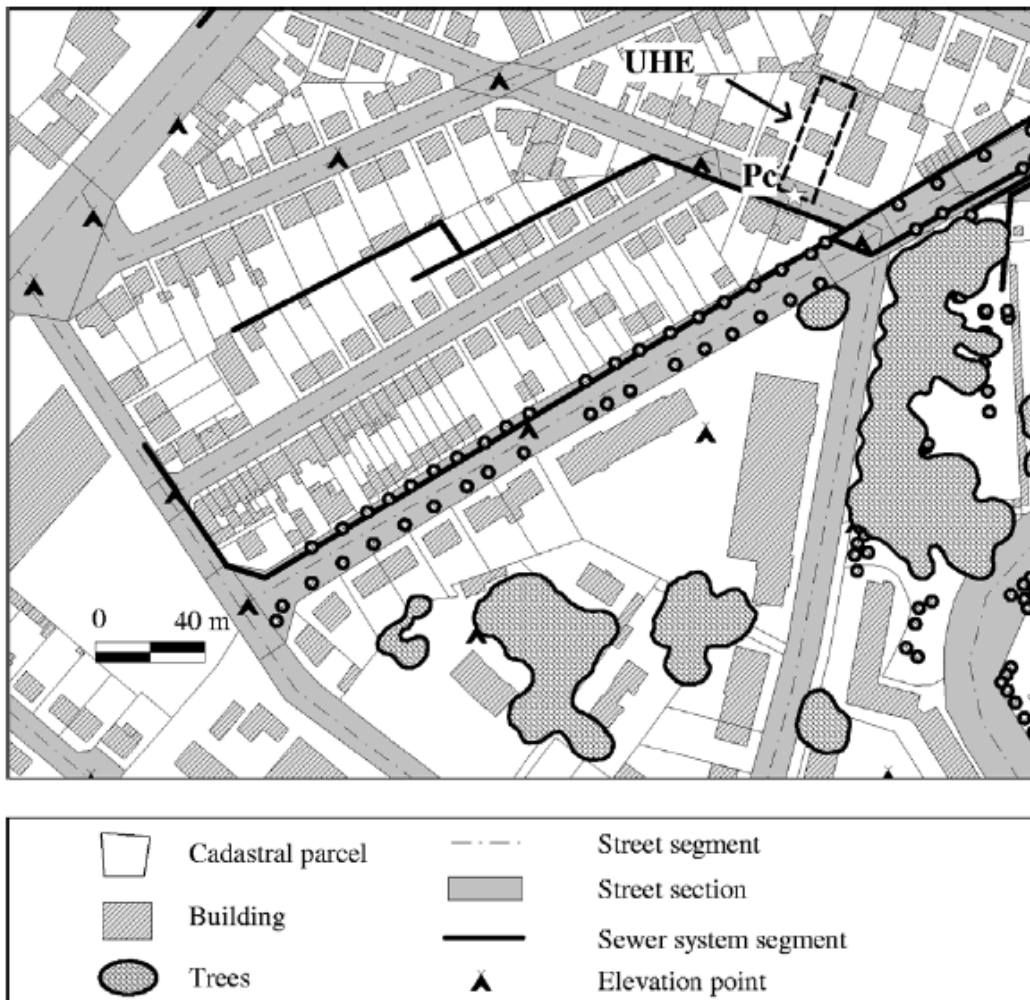 UHE
Pc
0 40 m
Cadastral parcel
Street segment
Street section
Building
Sewer system segment
Trees
Elevation point